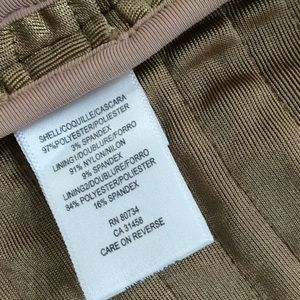 SHELL/COQUILLE/CASCARA
97%POLYESTER/POLIESTER
3% SPANDEX
LINING1/DOUBLURE/FORRO
91% NYLON/NILON
9% SPANDEX
LINING2/DOUBLURE/FORRO
84% POLYESTER/POLIESTER
16% SPANDEX
RN 80734
CA 31456
CARE ON REVERSE